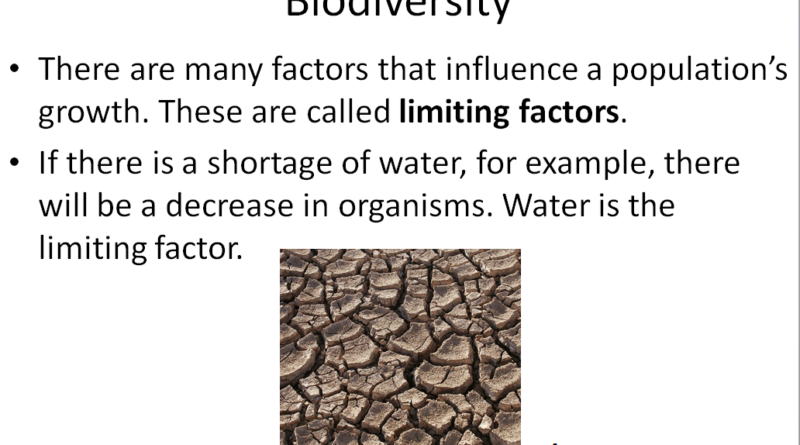 Biodiversity
• There are many factors that influence a population's
growth. These are called limiting factors.
• If there is a shortage of water, for example, there
will be a decrease in organisms. Water is the
limiting factor.